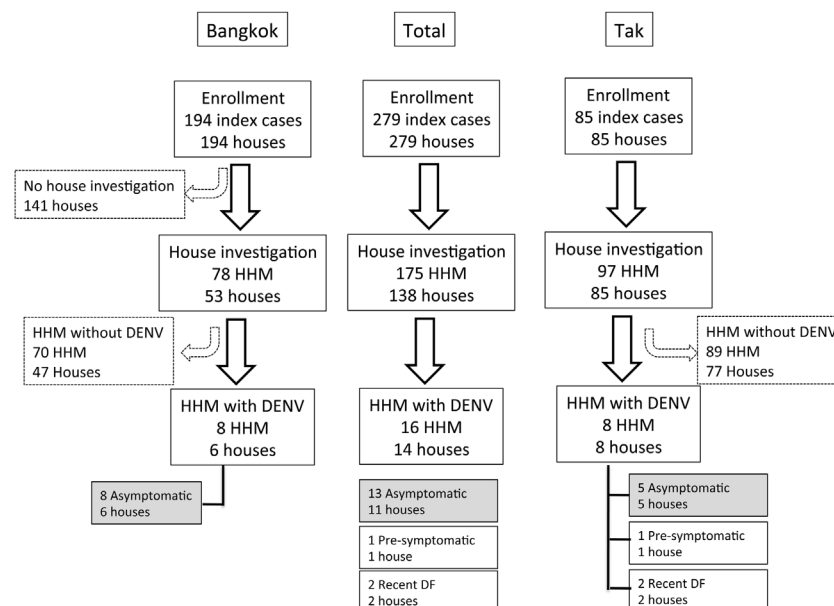 Bangkok
Total
Tak
Enrollment
194 index cases
194 houses
Enrollment
279 index cases
279 houses
Enrollment
85 index cases
85 houses
No house investigation
141 houses
House investigation
78 HHM
53 houses
House investigation
175 HHM
138 houses
House investigation
97 HHM
85 houses
HHM without DENV
70 HHM
47 Houses
HHM without DENV
89 HHM
77 Houses
HHM with DENV
8 HHM
6 houses
HHM with DENV
16 HHM
14 houses
HHM with DENV
8 HHM
8 houses
8 Asymptomatic
6 houses
13 Asymptomatic
11 houses
5 Asymptomatic
5 houses
1 Pre-symptomatic
1 house
1 Pre-symptomatic
1 house
2 Recent DF
2 houses
2 Recent DF
2 houses